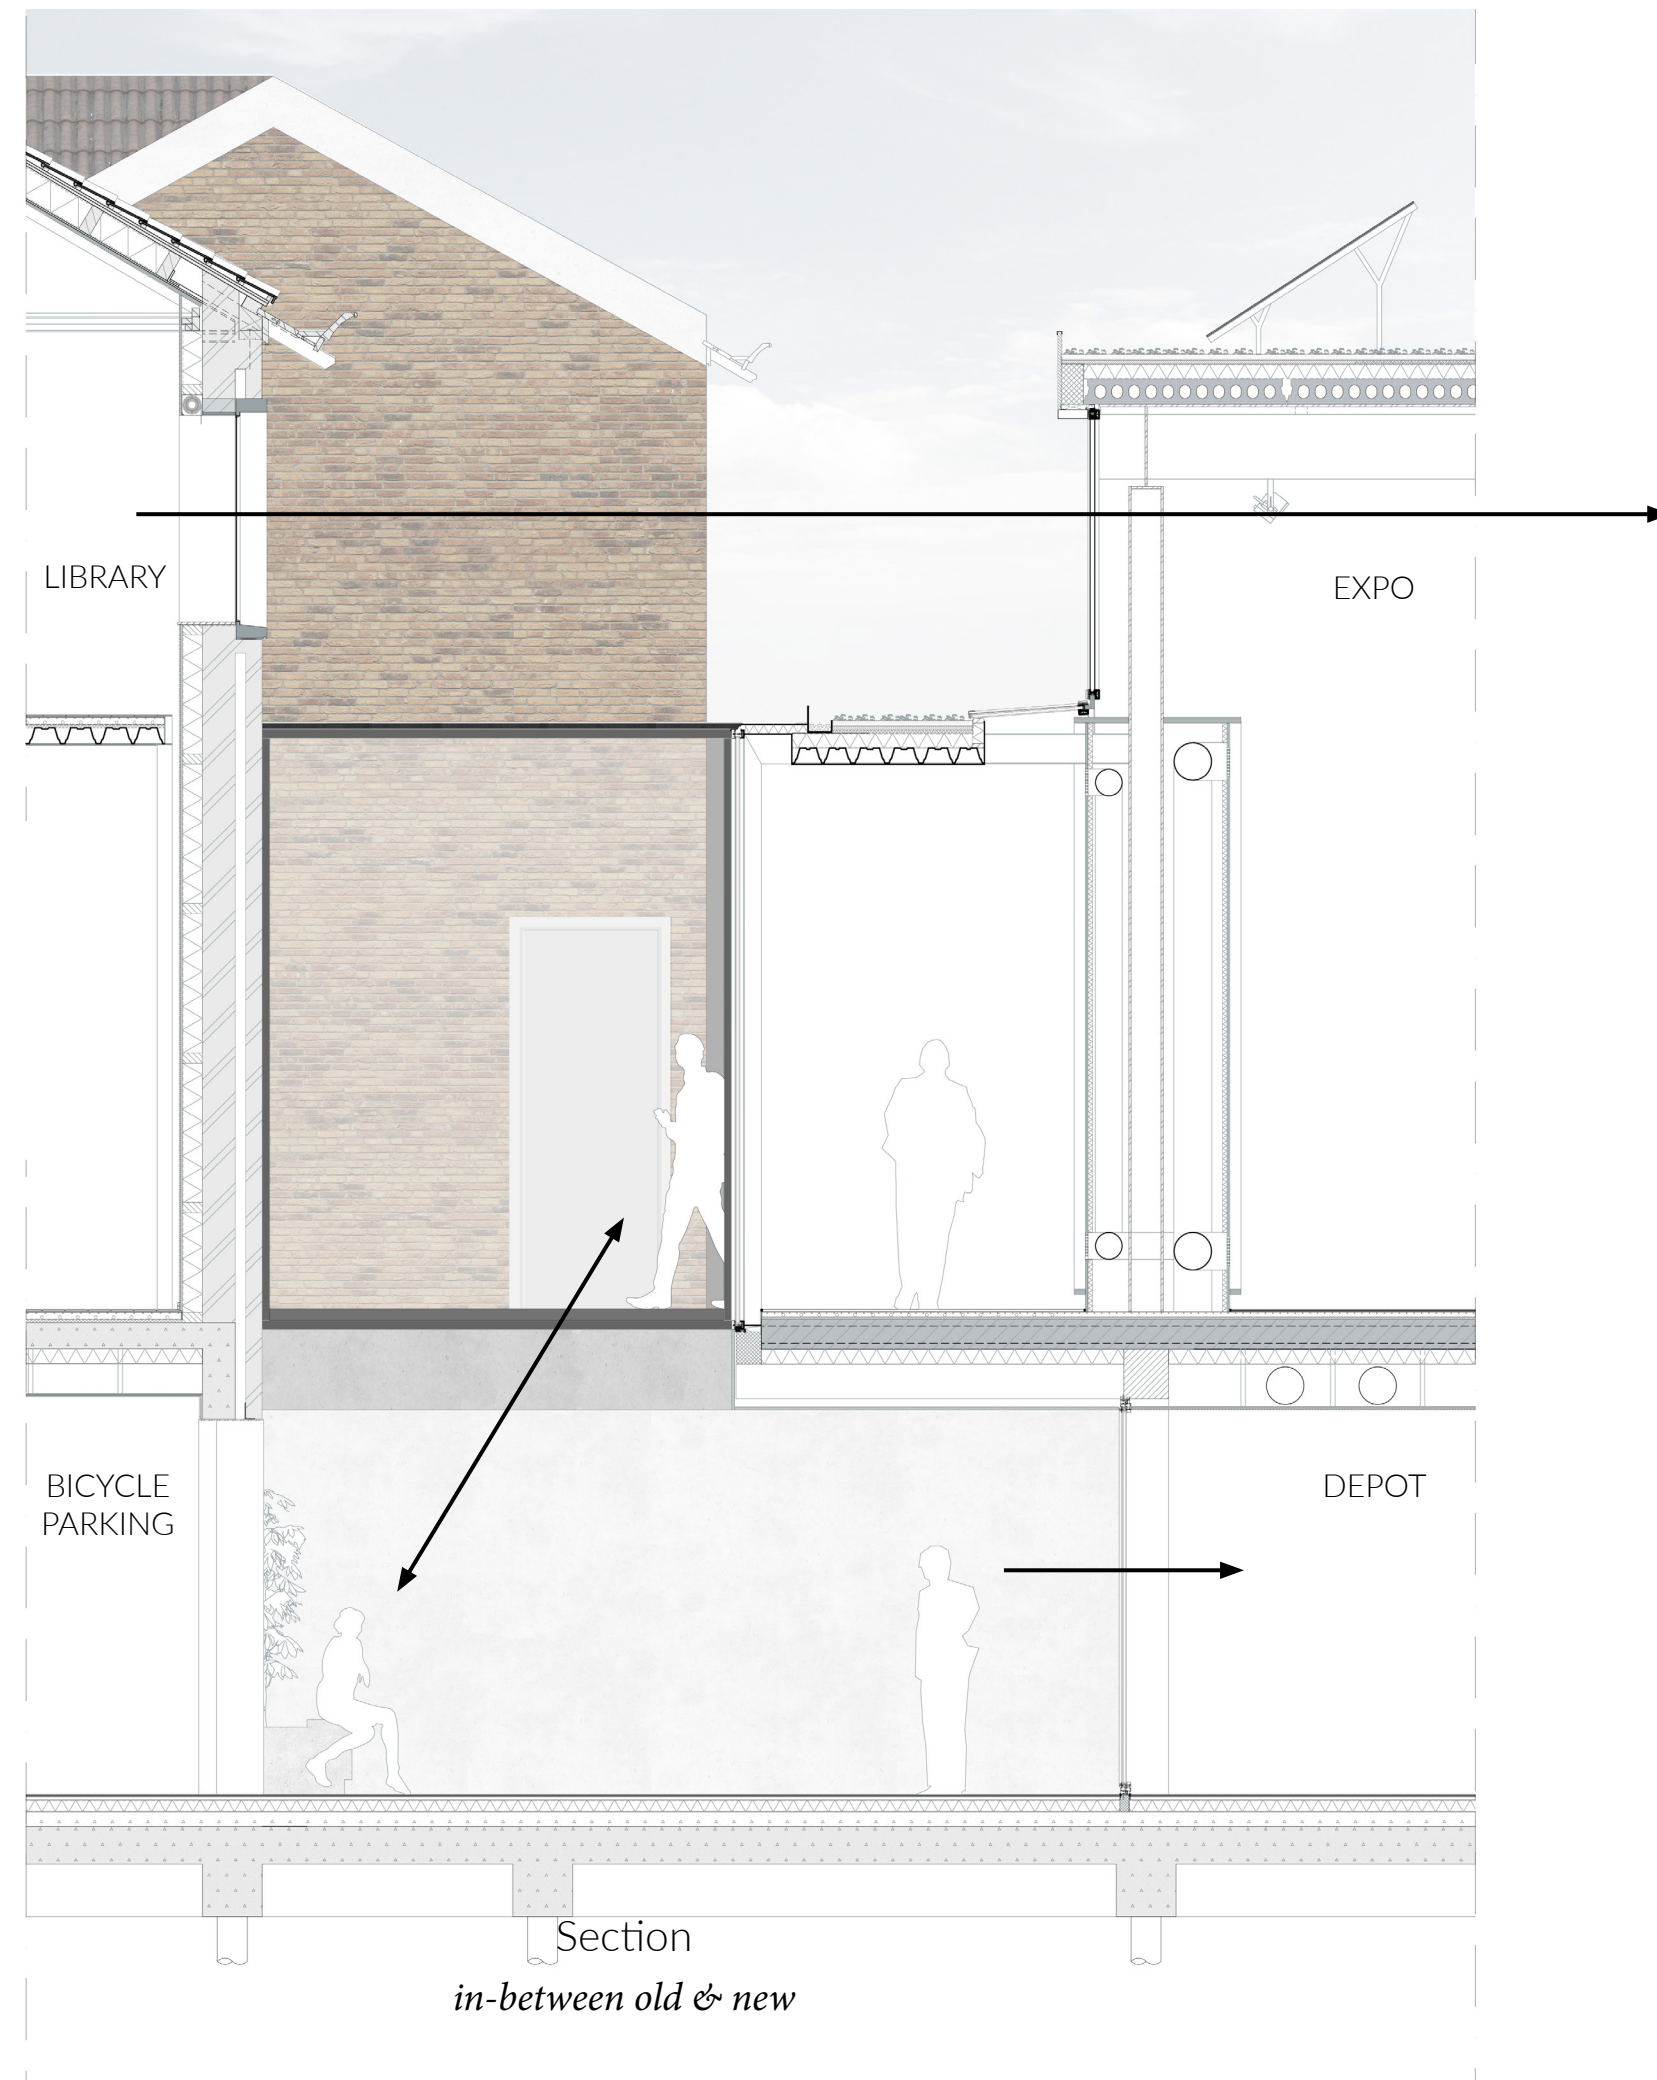 LIBRARY
EXPO
BICYCLE
PARKING
DEPOT
Section
in-between old & new